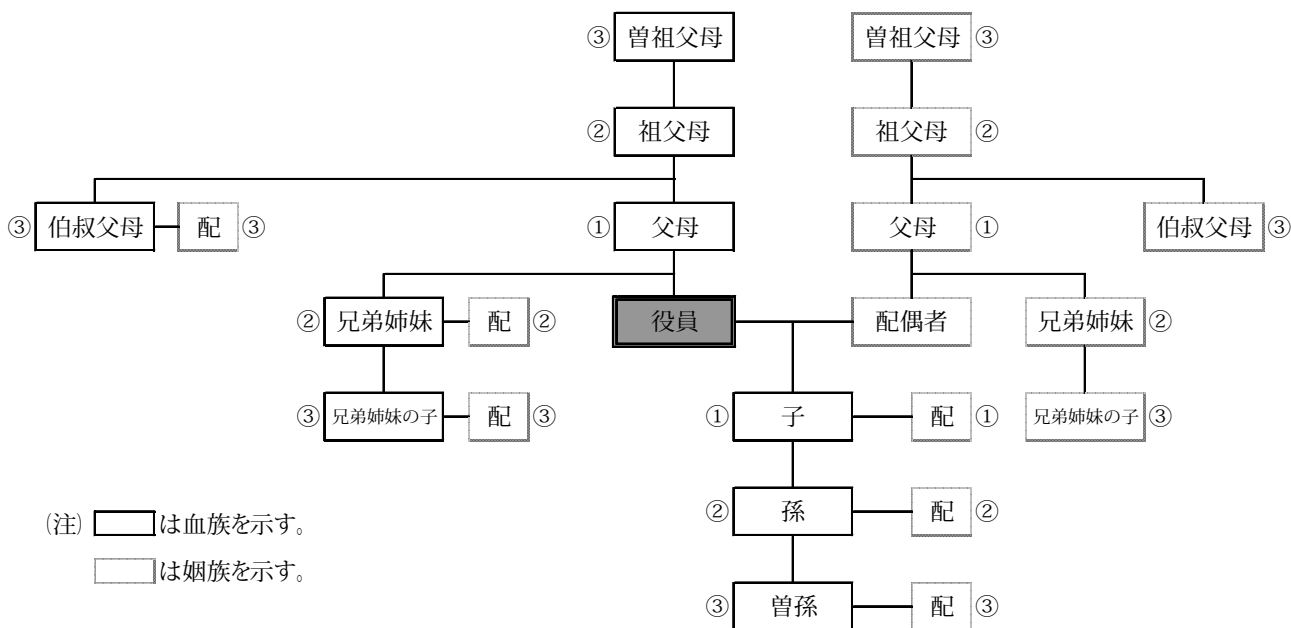 ③ 曽祖父母 曽祖父母 ③
② 祖父母 祖父母 ②
③ 伯叔父母 配 ③ ① 父母 父母 ① 伯叔父母 ③
② 兄弟姉妹 配 ② 役員 配偶者 兄弟姉妹 ②
③ 兄弟姉妹の子 配 ③ ① 子 配 ① 兄弟姉妹の子 ③
② 孫 配 ②
(注) は血族を示す。
は姻族を示す。
③ 曽孫 配 ③